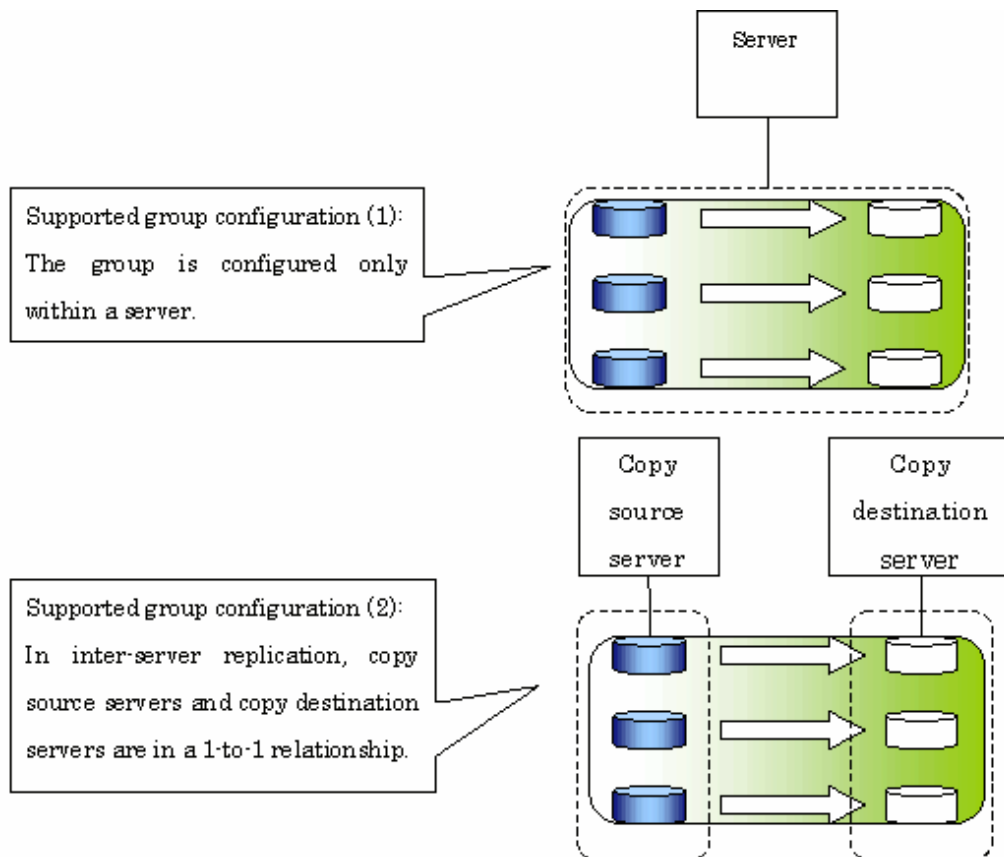 Server
Supported group configuration (1):
The group is configured only
within a server.
Copy
source
server
Copy
destination
server
Supported group configuration (2):
In inter-server replication, copy
source servers and copy destination
servers are in a 1-to-1 relationship.